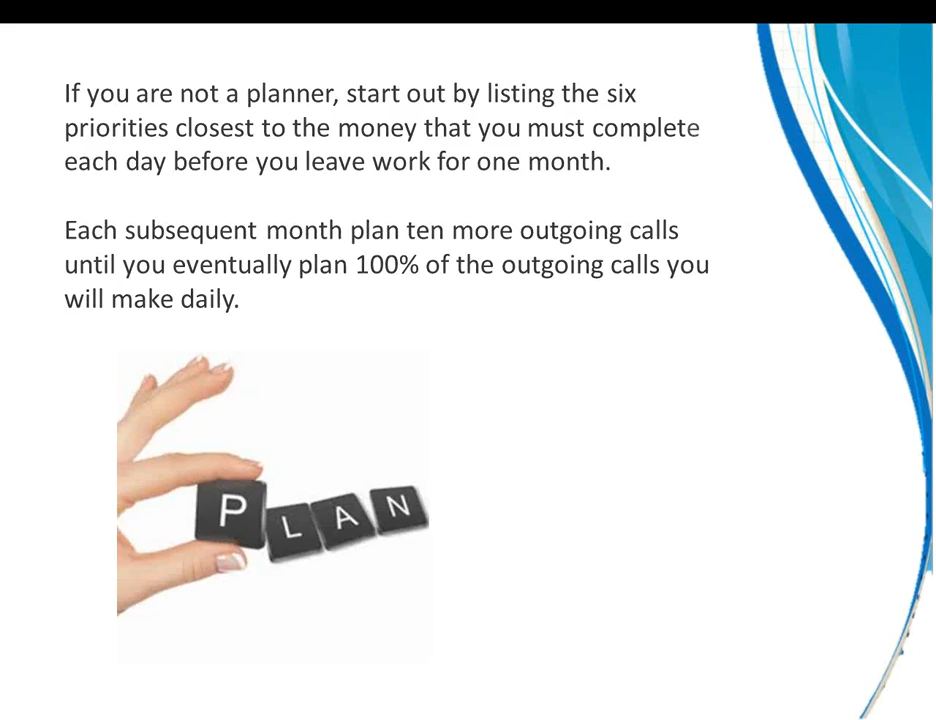 If you are not a planner, start out by listing the six
priorities closest to the money that you must complete
each day before you leave work for one month.
Each subsequent month plan ten more outgoing calls
until you eventually plan 100% of the outgoing calls you
will make daily.
P L A N